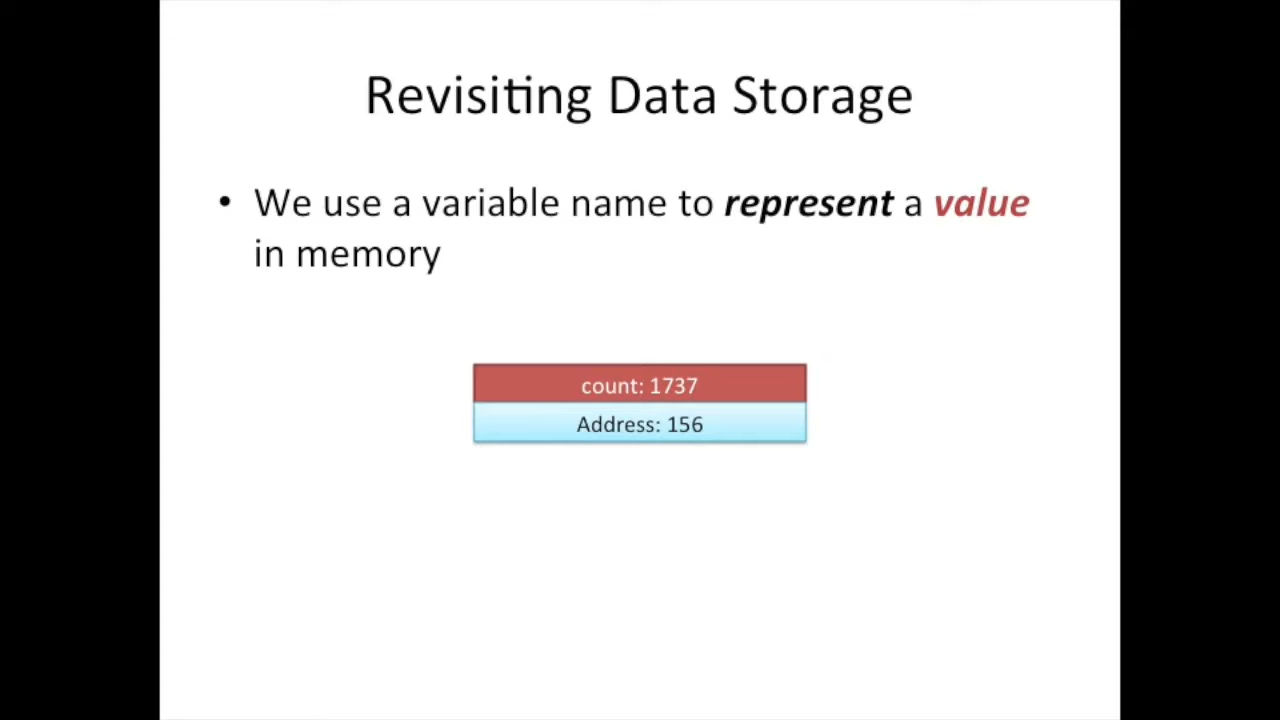 Revisiting Data Storage
• We use a variable name to represent a value
in memory
count: 1737
Address: 156